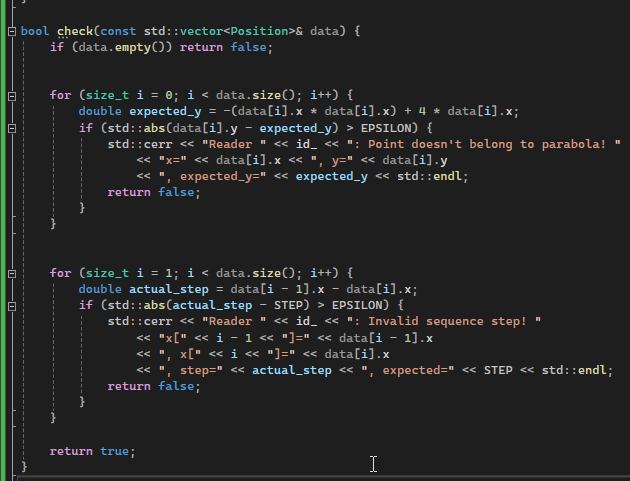 bool check(const std::vector<Position>& data) {
    if (data.empty()) return false;
    for (size_t i = 0; i < data.size(); i++) {
        double expected_y = -(data[i].x * data[i].x) + 4 * data[i].x;
        if (std::abs(data[i].y - expected_y) > EPSILON) {
            std::cerr << "Reader " << id_ << ": Point doesn't belong to parabola! "
                << "x=" << data[i].x << ", y=" << data[i].y
                << ", expected_y=" << expected_y << std::endl;
            return false;
        }
    }
    for (size_t i = 1; i < data.size(); i++) {
        double actual_step = data[i - 1].x - data[i].x;
        if (std::abs(actual_step - STEP) > EPSILON) {
            std::cerr << "Reader " << id_ << ": Invalid sequence step! "
                << "x[" << i - 1 << "]=" << data[i - 1].x
                << ", x[" << i << "]=" << data[i].x
                << ", step=" << actual_step << ", expected=" << STEP << std::endl;
            return false;
        }
    }
    return true;
}